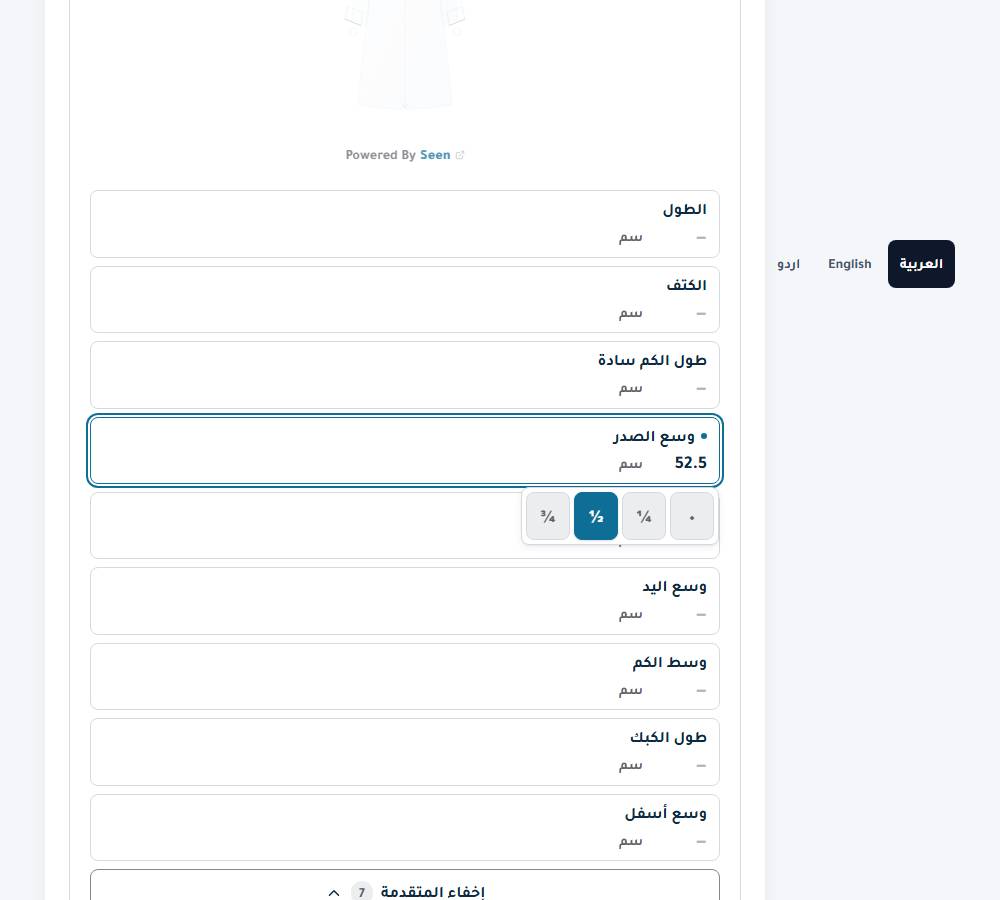 Powered By Seen
الطول
– سم
العربية English اردو
الكتف
– سم
طول الكم سادة
– سم
• وسع الصدر
52.5 سم
٠ ¼ ½ ¾
وسع اليد
– سم
وسط الكم
– سم
طول الكبك
– سم
وسع أسفل
– سم
إخفاء المتقدمة 7